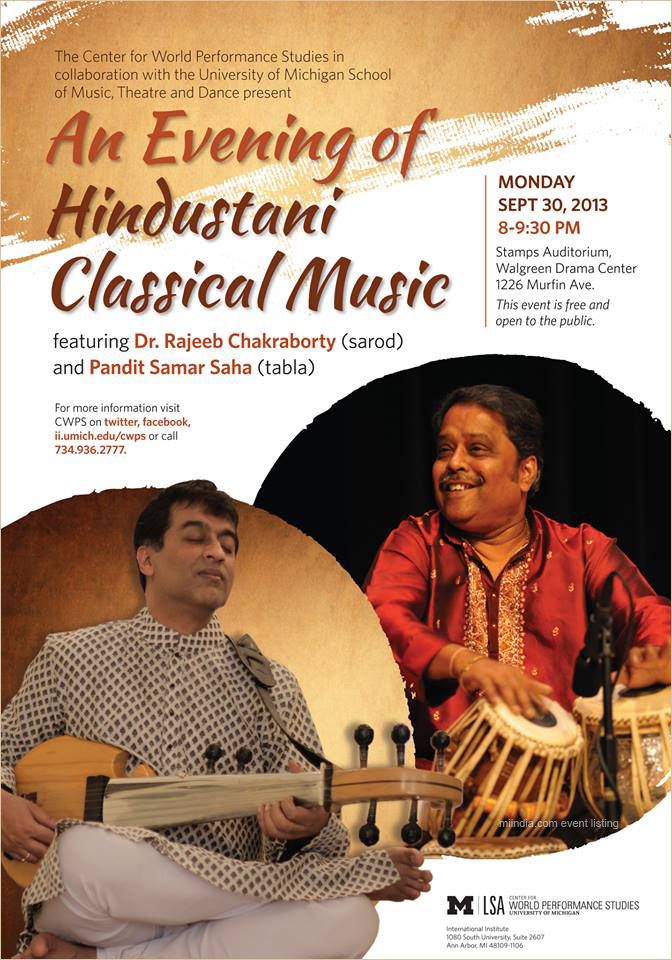 The Center for World Performance Studies in
collaboration with the University of Michigan School
of Music, Theatre and Dance present
An Evening of
Hindustani
Classical Music
MONDAY
SEPT 30, 2013
8-9:30 PM
Stamps Auditorium,
Walgreen Drama Center
1226 Murfin Ave.
This event is free and
open to the public.
featuring Dr. Rajeeb Chakraborty (sarod)
and Pandit Samar Saha (tabla)
For more information visit
CWPS on twitter, facebook,
ii.umich.edu/cwps or call
734.936.2777.
miindia.com event listing
M LSA CENTER FOR
WORLD PERFORMANCE STUDIES
UNIVERSITY OF MICHIGAN
International Institute
1080 South University, Suite 2607
Ann Arbor, MI 48109-1106